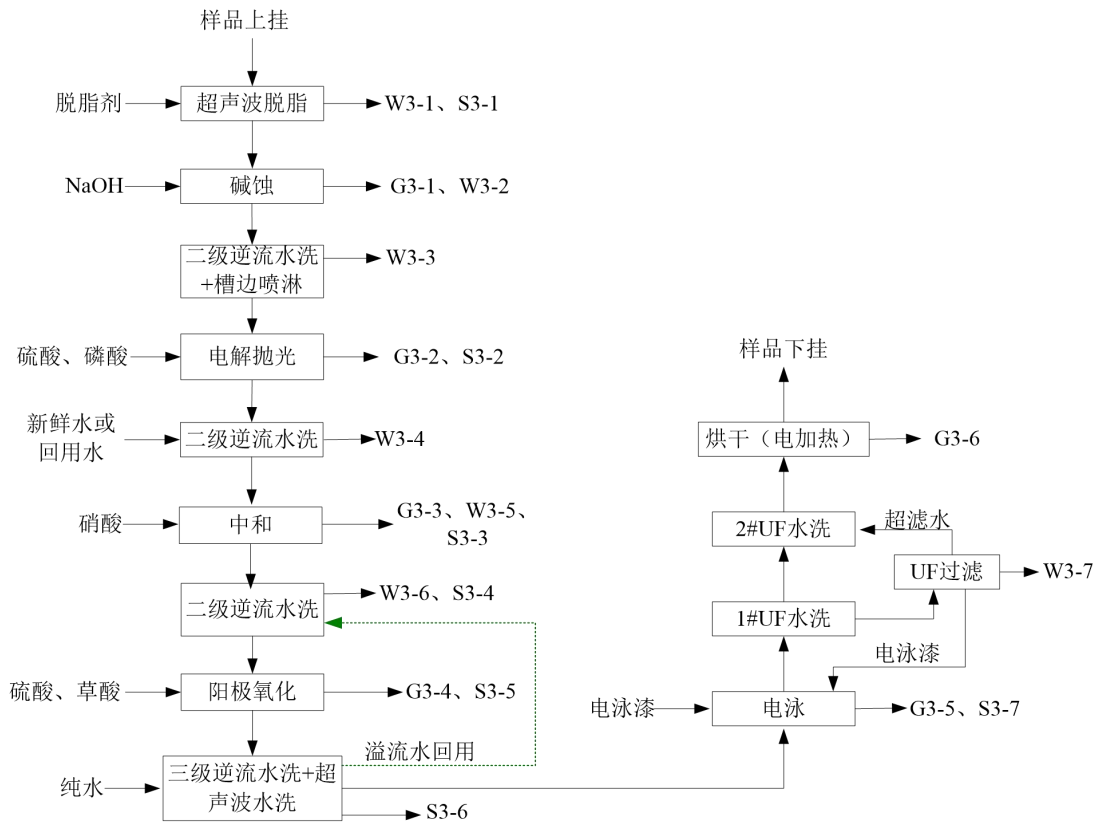 样品上挂
脱脂剂
超声波脱脂
W3-1、S3-1
NaOH
碱蚀
G3-1、W3-2
二级逆流水洗
+槽边喷淋
W3-3
硫酸、磷酸
电解抛光
G3-2、S3-2
新鲜水或
回用水
二级逆流水洗
W3-4
硝酸
中和
G3-3、W3-5、
S3-3
二级逆流水洗
W3-6、S3-4
硫酸、草酸
阳极氧化
G3-4、S3-5
溢流水回用
纯水
三级逆流水洗+超
声波水洗
S3-6
样品下挂
烘干（电加热）
G3-6
2#UF水洗
超滤水
UF过滤
W3-7
1#UF水洗
电泳漆
电泳漆
电泳
G3-5、S3-7